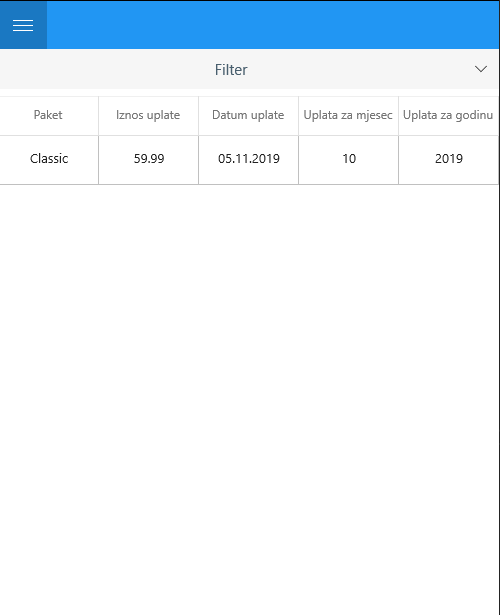 Filter
Paket Iznos uplate Datum uplate Uplata za mjesec Uplata za godinu
Classic 59.99 05.11.2019 10 2019